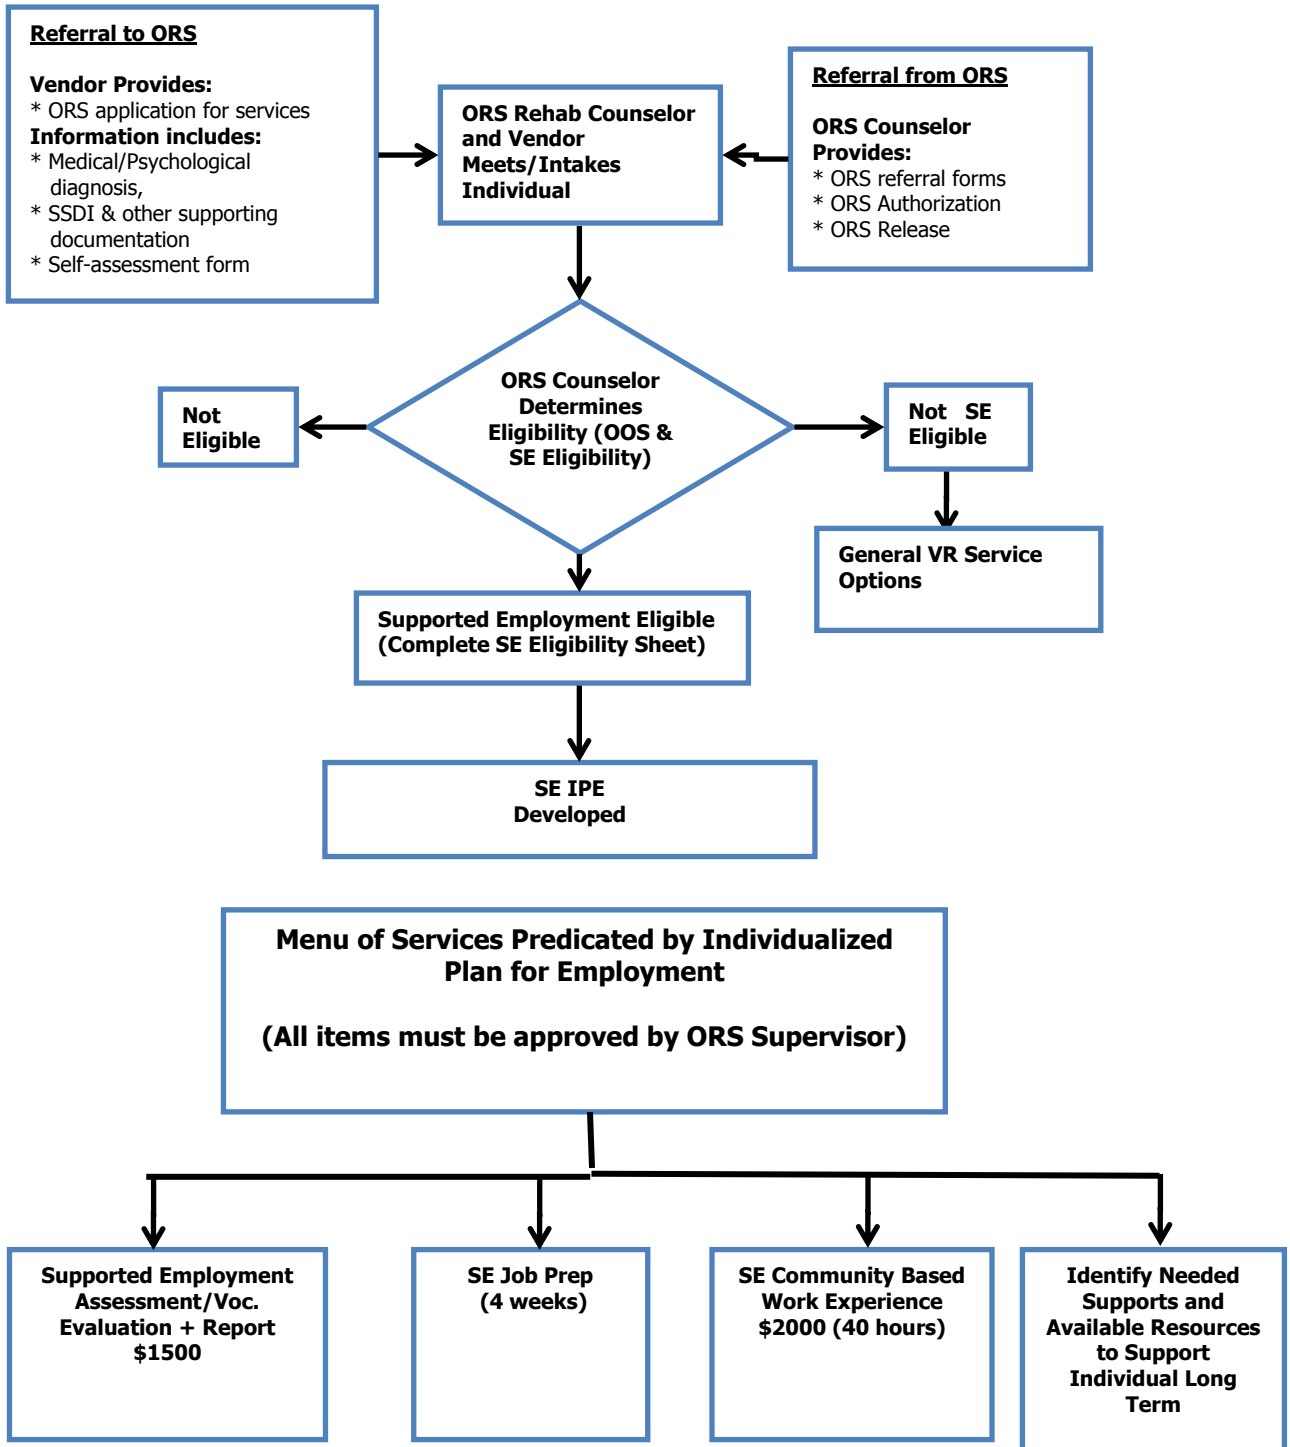 Referral to ORS
Vendor Provides:
* ORS application for services
Information includes:
* Medical/Psychological
diagnosis,
* SSDI & other supporting
documentation
* Self-assessment form
ORS Rehab Counselor
and Vendor
Meets/Intakes
Individual
Referral from ORS
ORS Counselor
Provides:
* ORS referral forms
* ORS Authorization
* ORS Release
ORS Counselor
Determines
Eligibility (OOS &
SE Eligibility)
Not
Eligible
Not SE
Eligible
General VR Service
Options
Supported Employment Eligible
(Complete SE Eligibility Sheet)
SE IPE
Developed
Menu of Services Predicated by Individualized
Plan for Employment
(All items must be approved by ORS Supervisor)
Supported Employment
Assessment/Voc.
Evaluation + Report
$1500
SE Job Prep
(4 weeks)
SE Community Based
Work Experience
$2000 (40 hours)
Identify Needed
Supports and
Available Resources
to Support
Individual Long
Term